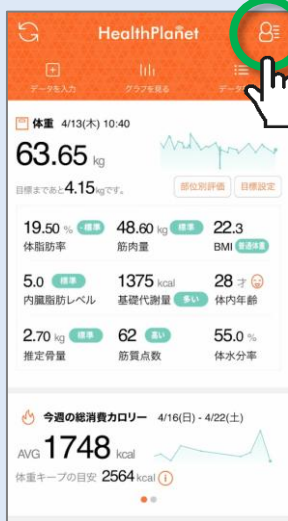 HealthPlanet
データを入力
グラフを見る
体重 4/13(木) 10:40
63.65 kg
目標まであと4.15kgです。
部位別評価
目標設定
19.50 % -標準
体脂肪率
48.60 kg 標準
筋肉量
22.3
BMI 普通体重
5.0 標準
内臓脂肪レベル
1375 kcal
基礎代謝量 多い
28 才
体内年齢
2.70 kg 標準
推定骨量
62 高い
筋質点数
55.0 %
体水分率
今週の総消費カロリー 4/16(日) - 4/22(土)
AVG 1748 kcal
体重キープの目安 2564 kcal